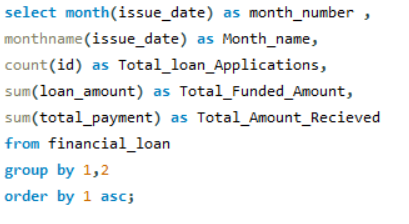 select month(issue_date) as month_number ,
monthname(issue_date) as Month_name,
count(id) as Total_loan_Applications,
sum(loan_amount) as Total_Funded_Amount,
sum(total_payment) as Total_Amount_Recieved
from financial_loan
group by 1,2
order by 1 asc;